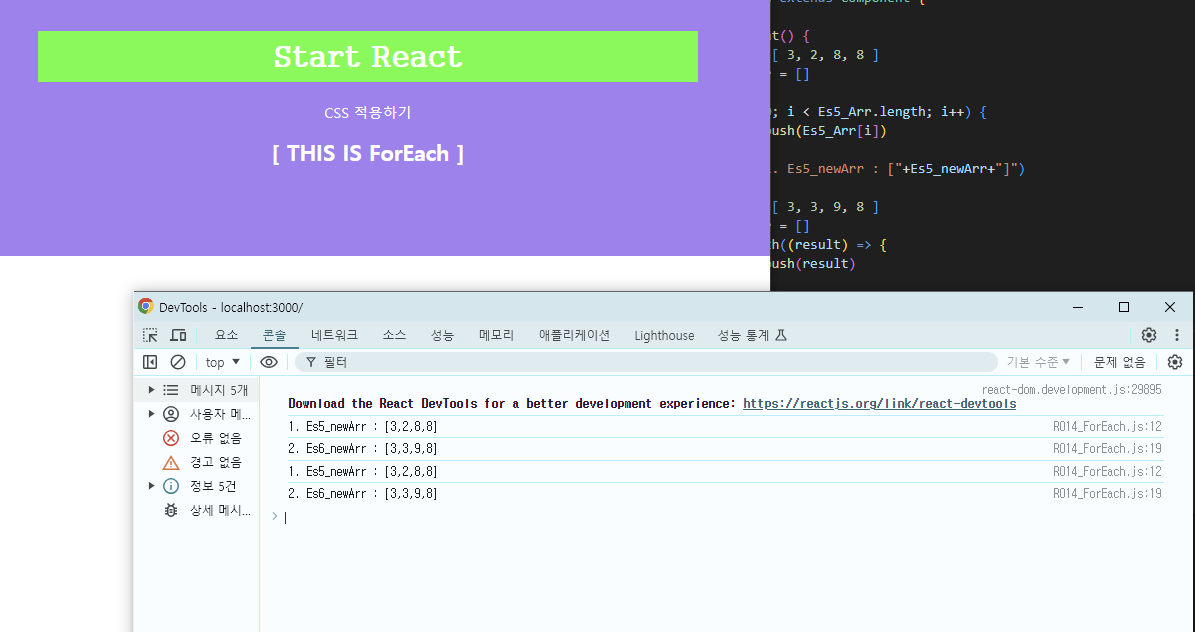 Start React
CSS 적용하기
[ THIS IS ForEach ]
extends Component {
t() {
[ 3, 2, 8, 8 ]
= []
; i < Es5_Arr.length; i++) {
push(Es5_Arr[i])
. Es5_newArr : ["+Es5_newArr+"]")
[ 3, 3, 9, 8 ]
= []
h((result) => {
push(result)
DevTools - localhost:3000/
요소 콘솔 네트워크 소스 성능 메모리 애플리케이션 Lighthouse 성능 통계
top ▼ 필터 기본 수준 ▼ 문제 없음
메시지 5개
사용자 메...
오류 없음
경고 없음
정보 5건
상세 메시...
react-dom.development.js:29895
Download the React DevTools for a better development experience: https://reactjs.org/link/react-devtools
1. Es5_newArr : [3,2,8,8] R014_ForEach.js:12
2. Es6_newArr : [3,3,9,8] R014_ForEach.js:19
1. Es5_newArr : [3,2,8,8] R014_ForEach.js:12
2. Es6_newArr : [3,3,9,8] R014_ForEach.js:19
>